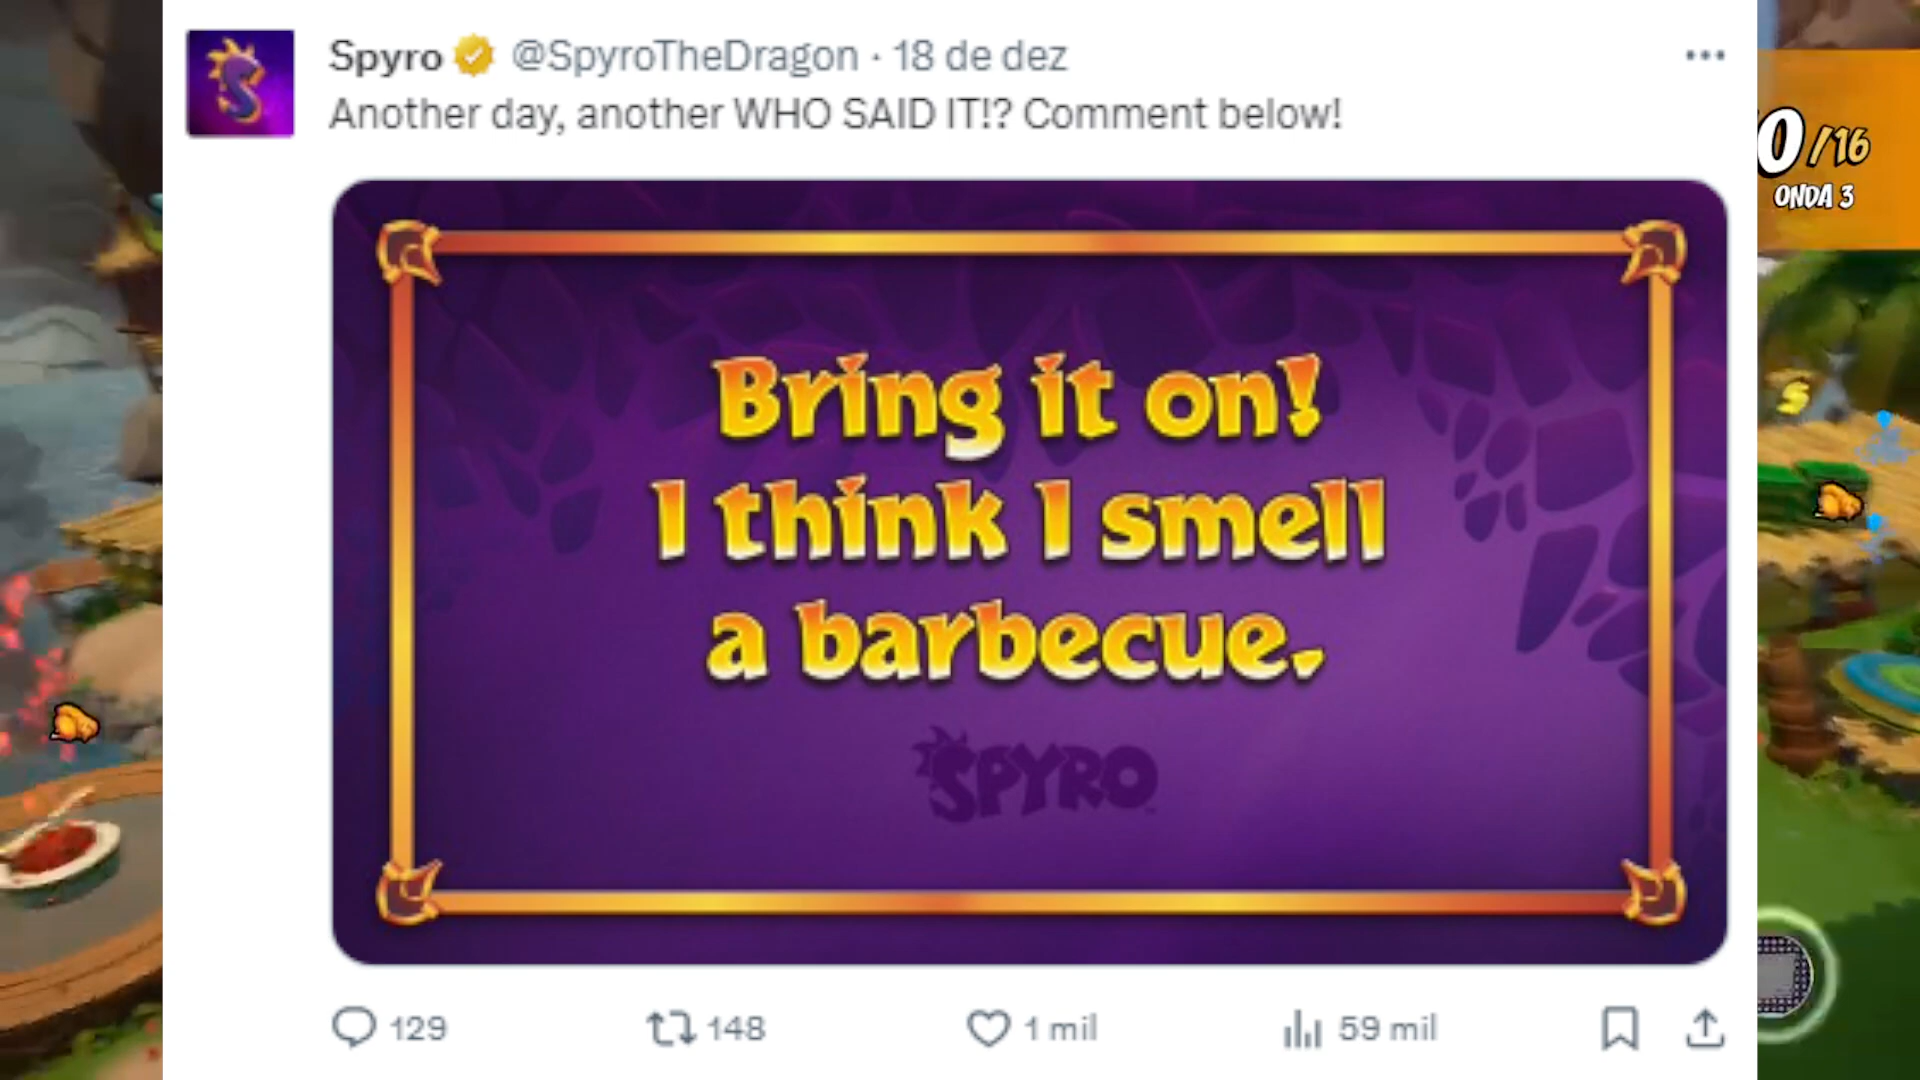 Spyro @SpyroTheDragon · 18 de dez
Another day, another WHO SAID IT!? Comment below!
0/16
ONDA 3
Bring it on!
I think I smell
a barbecue.
SPYRO
129 148 1 mil 59 mil